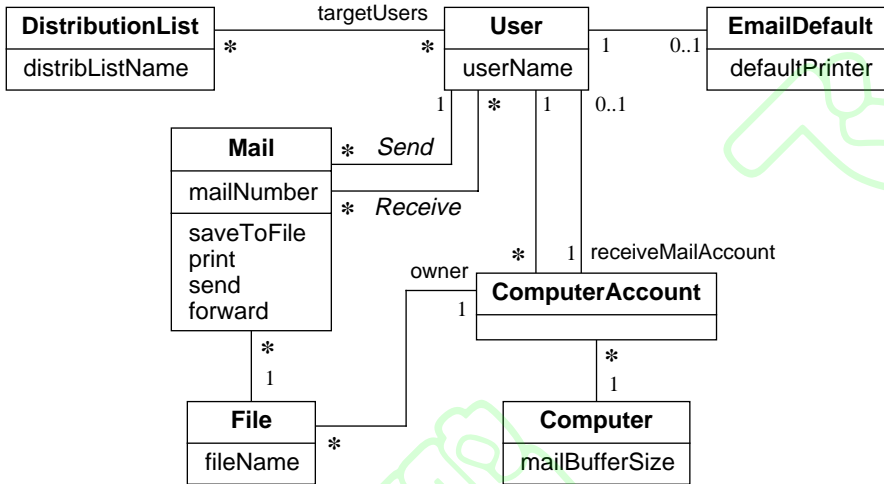 targetUsers
DistributionList
User
EmailDefault
*
*
1
0..1
distribListName
userName
defaultPrinter
1
*
1
0..1
Mail
*
Send
mailNumber
*
Receive
saveToFile
print
send
forward
*
1
receiveMailAccount
owner
ComputerAccount
1
*
*
1
1
File
Computer
*
fileName
mailBufferSize